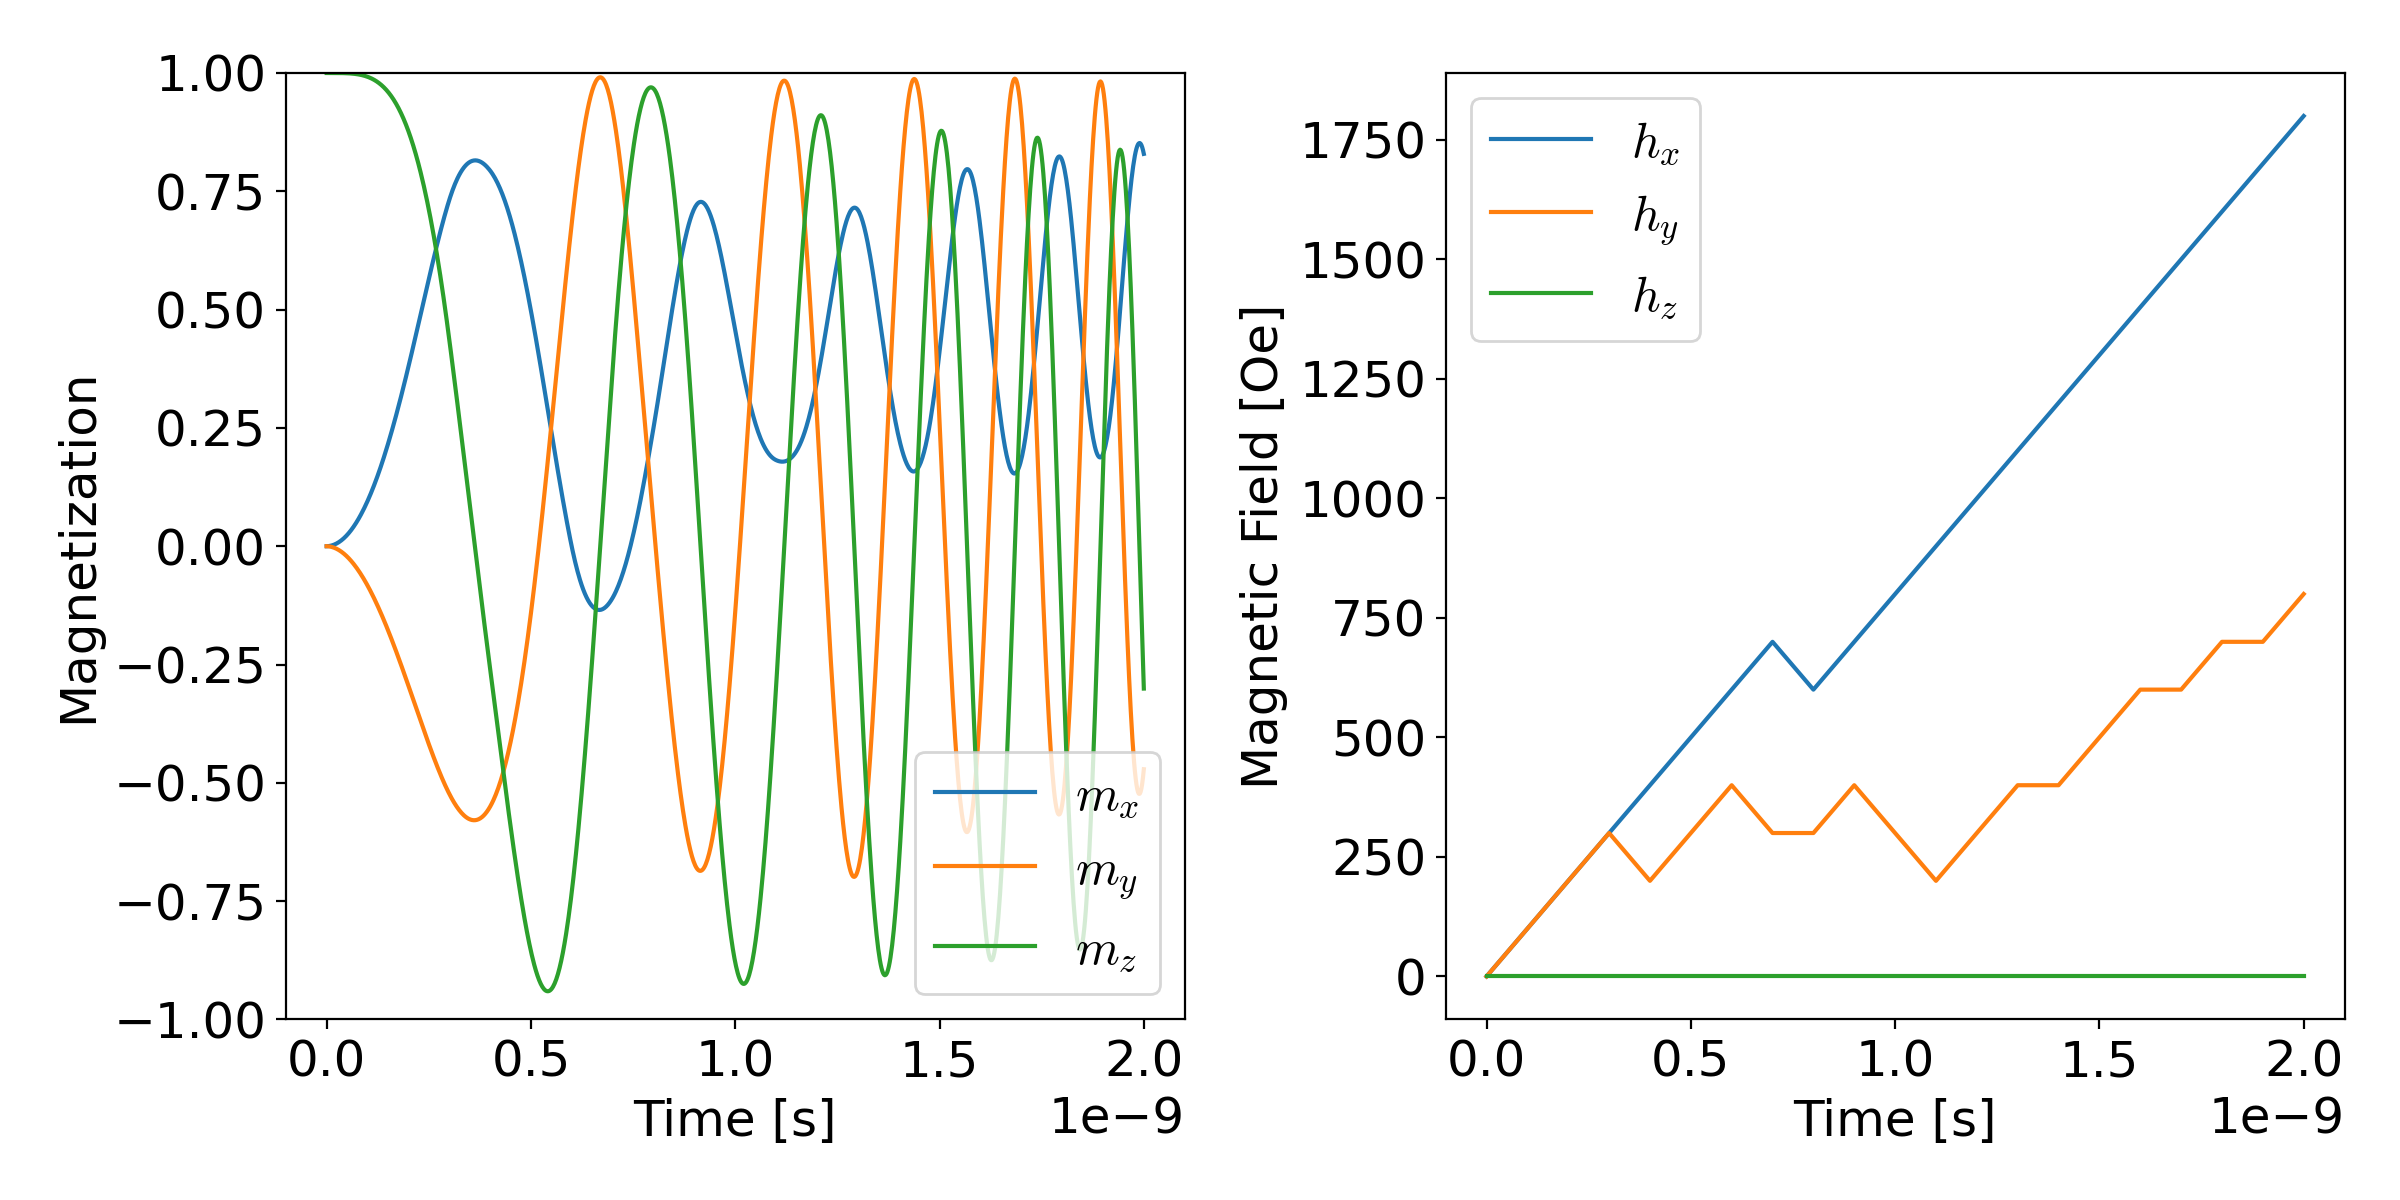 Magnetization
1.00
0.75
0.50
0.25
0.00
−0.25
−0.50
−0.75
−1.00
0.0 0.5 1.0 1.5 2.0
Time [s]
1e−9
m_x
m_y
m_z
Magnetic Field [Oe]
1750
1500
1250
1000
750
500
250
0
0.0 0.5 1.0 1.5 2.0
Time [s]
1e−9
h_x
h_y
h_z